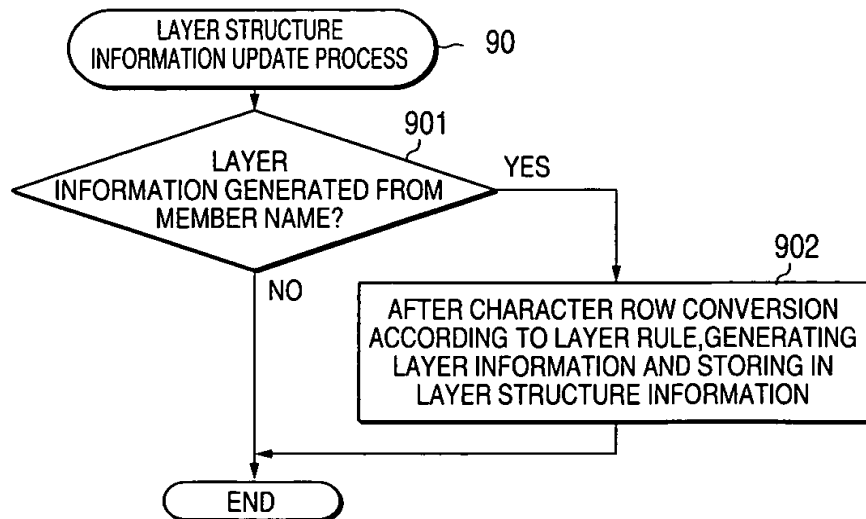 LAYER STRUCTURE
INFORMATION UPDATE PROCESS
90
901
LAYER
INFORMATION GENERATED FROM
MEMBER NAME?
YES
NO
902
AFTER CHARACTER ROW CONVERSION
ACCORDING TO LAYER RULE,GENERATING
LAYER INFORMATION AND STORING IN
LAYER STRUCTURE INFORMATION
END